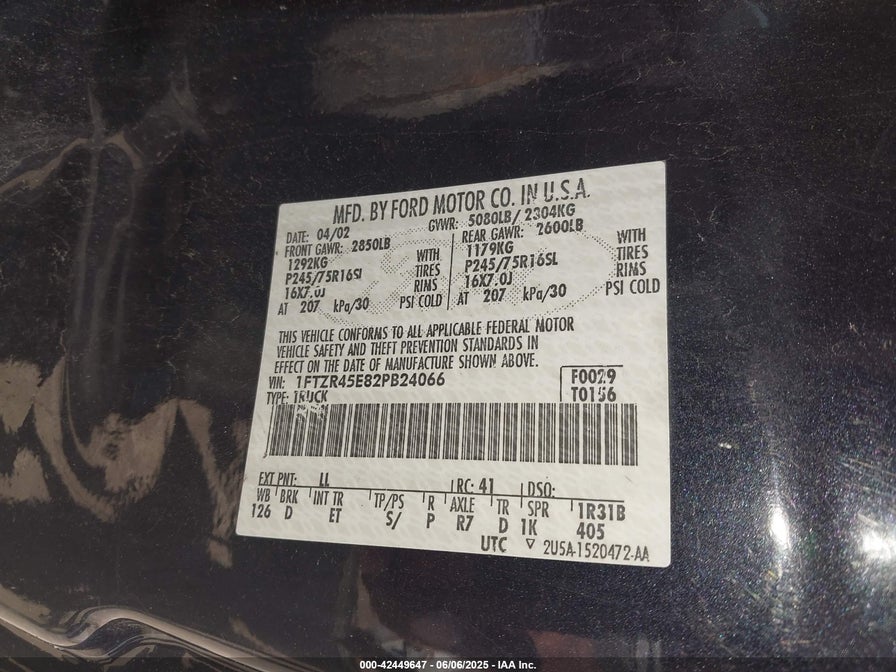 MFD. BY FORD MOTOR CO. IN U.S.A.
DATE: 04/02 GVWR: 5080LB/ 2304KG
FRONT GAWR: 2850LB REAR GAWR: 2600LB
1292KG WITH 1179KG WITH
P245/75R16SL TIRES P245/75R16SL TIRES
16X7.0J RIMS 16X7.0J RIMS
AT 207 kPa/30 PSI COLD AT 207 kPa/30 PSI COLD
THIS VEHICLE CONFORMS TO ALL APPLICABLE FEDERAL MOTOR
VEHICLE SAFETY AND THEFT PREVENTION STANDARDS IN
EFFECT ON THE DATE OF MANUFACTURE SHOWN ABOVE.
VIN: 1FTZR45E82PB24066 F0029
TYPE: TRUCK T0156
EXT PNT: LL RC: 41 DSO:
WB BRK INT TR TP/PS R AXLE TR SPR 1R31B
126 D ET S/ P R7 D 1K 405
UTC ▽ 2U5A-1520472-AA
000-42449647 - 06/06/2025 - IAA Inc.